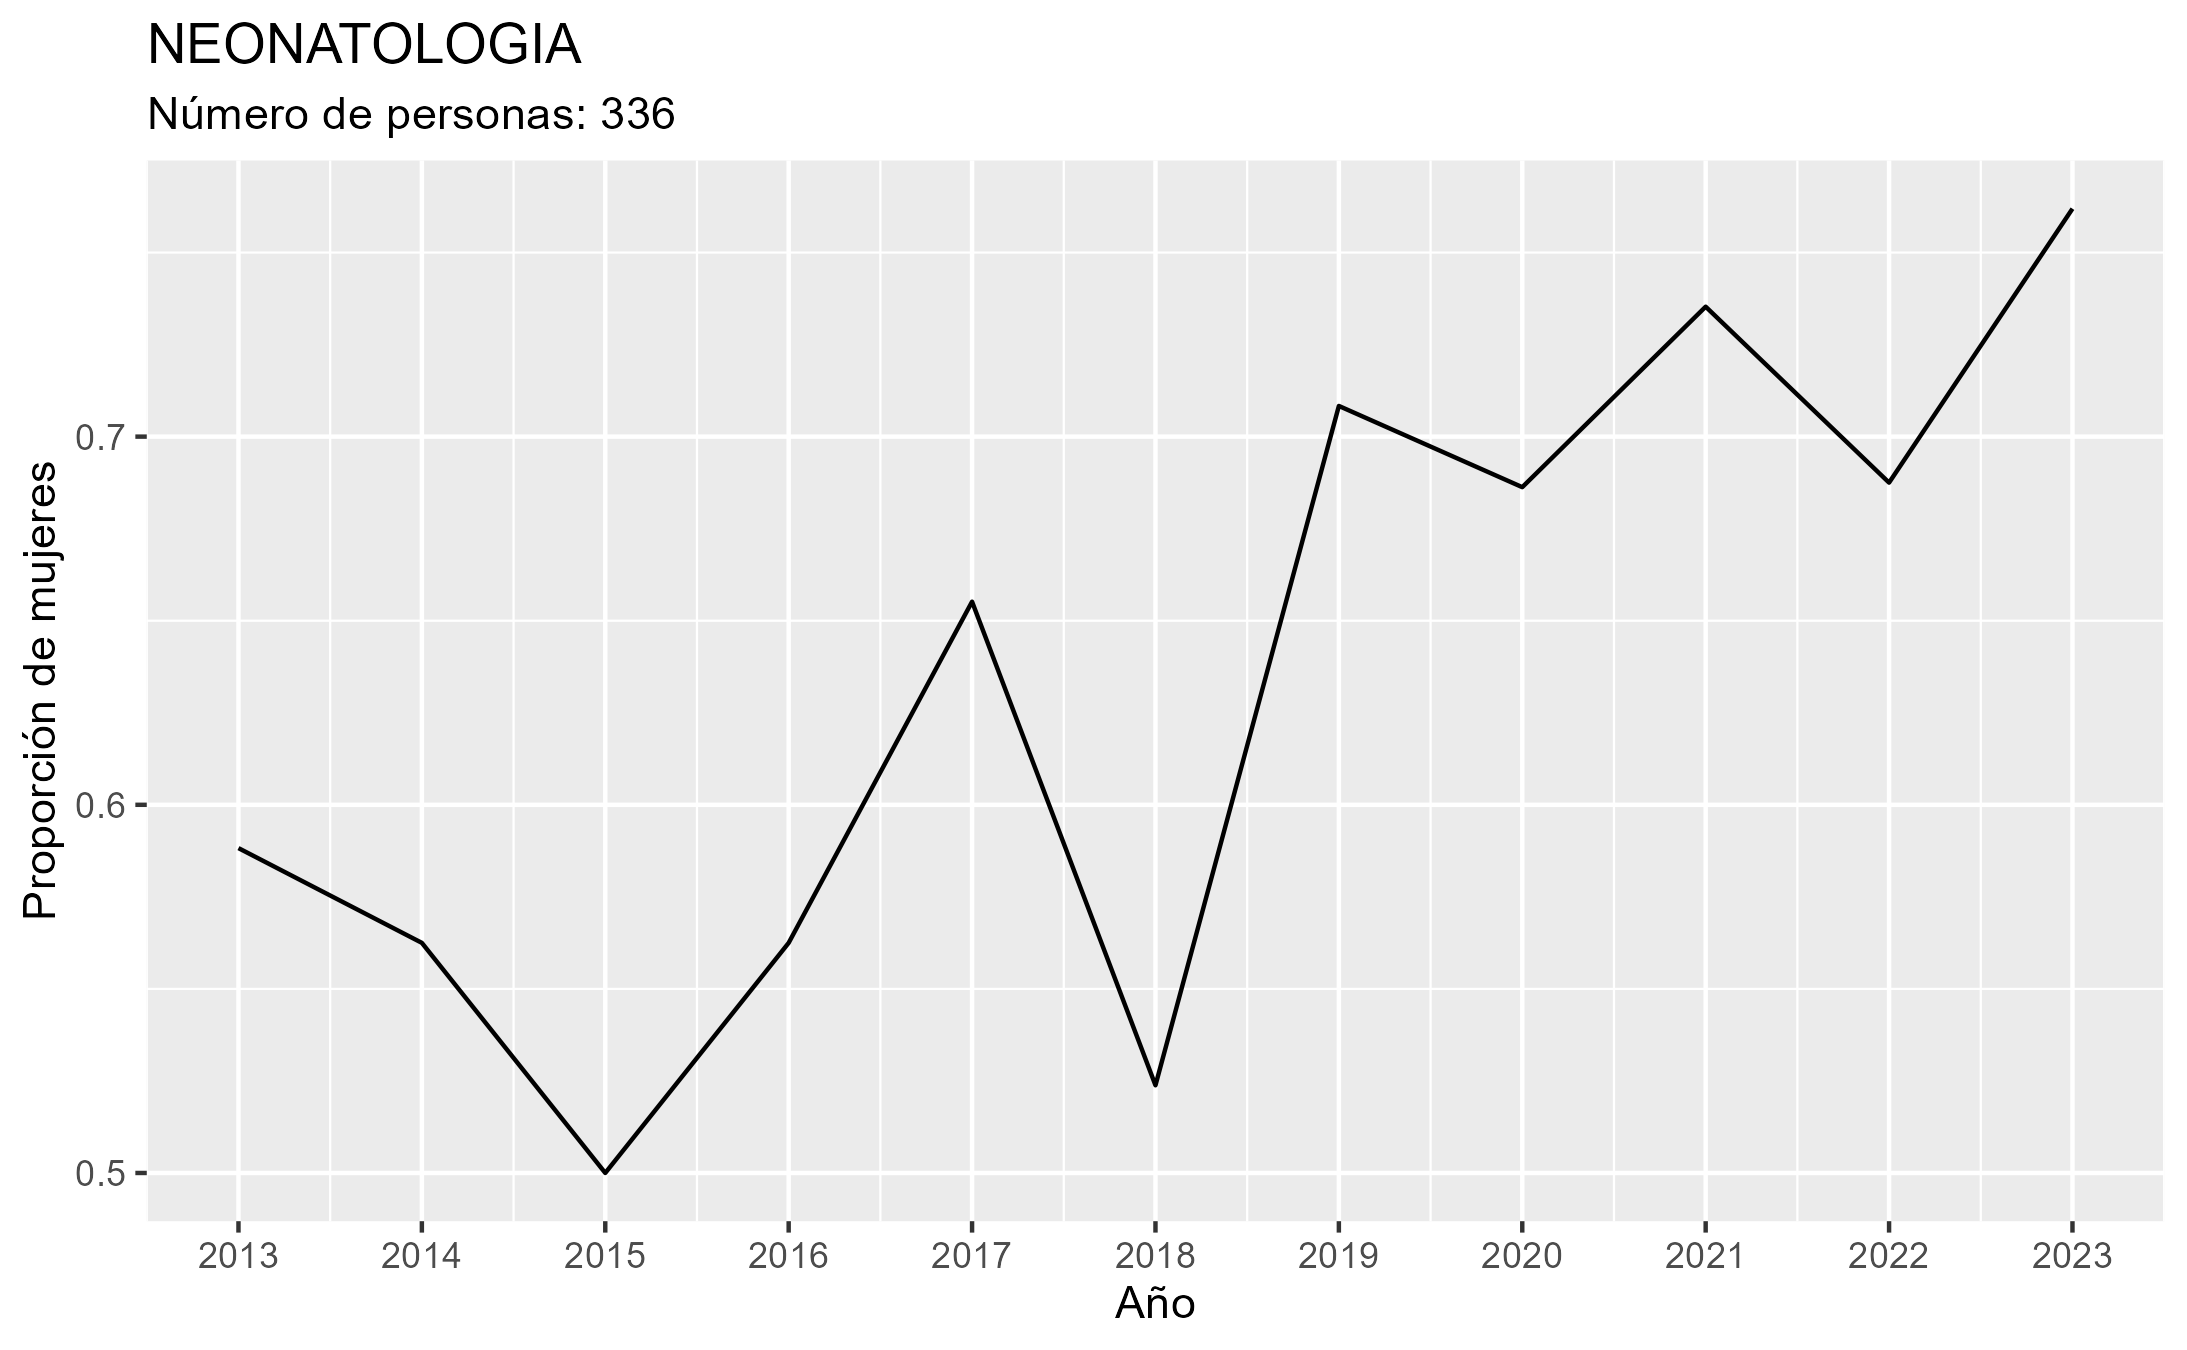 NEONATOLOGIA
Número de personas: 336
Proporción de mujeres
0.7
0.6
0.5
2013 2014 2015 2016 2017 2018 2019 2020 2021 2022 2023
Año